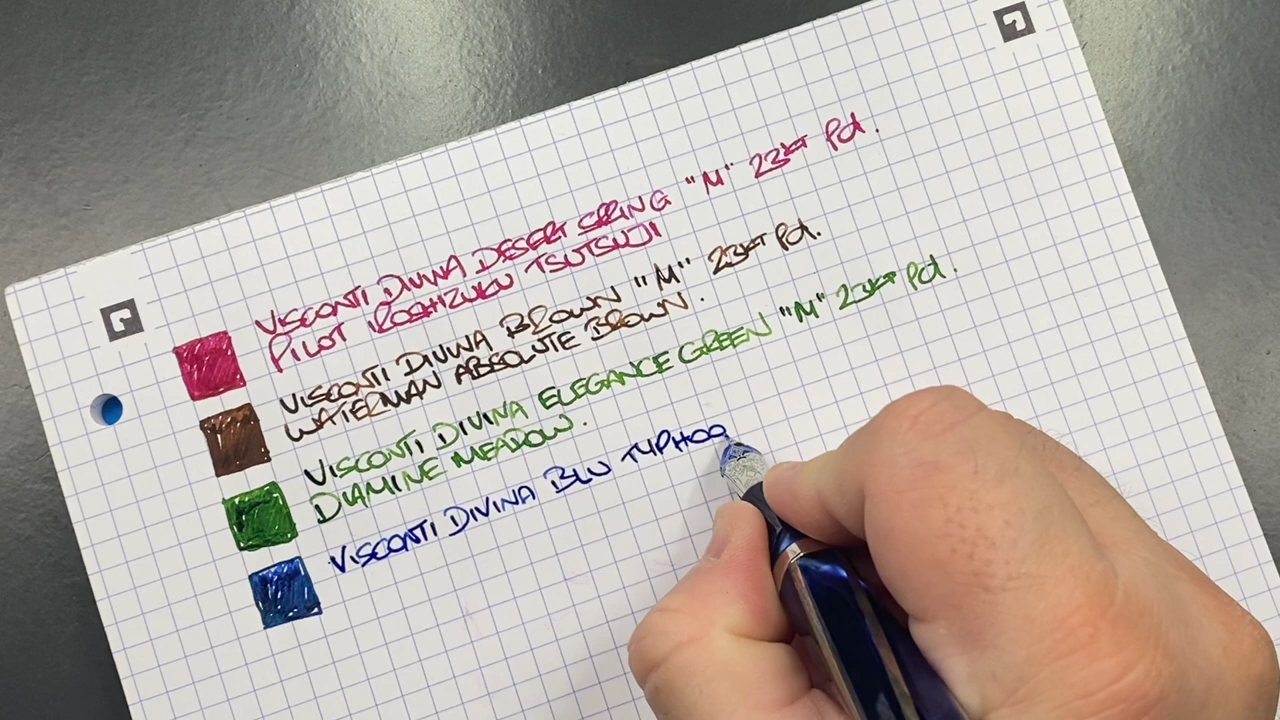 VISCONTI DIVINA DESERT SPRING "M" 23KT Pd.
PILOT IROSHIZUKU TSUTSUJI
VISCONTI DIVINA BROWN "M" 23KT Pd.
WATERMAN ABSOLUTE BROWN.
VISCONTI DIVINA ELEGANCE GREEN "M" 23KT Pd.
DIAMINE MEADOW.
VISCONTI DIVINA BLU TYPHOO